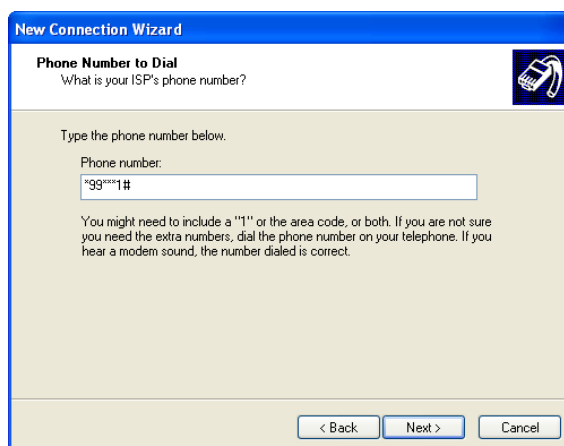 New Connection Wizard
Phone Number to Dial
What is your ISP's phone number?
Type the phone number below.
Phone number:
*99***1#
You might need to include a "1" or the area code, or both. If you are not sure
you need the extra numbers, dial the phone number on your telephone. If you
hear a modem sound, the number dialed is correct.
< Back
Next >
Cancel